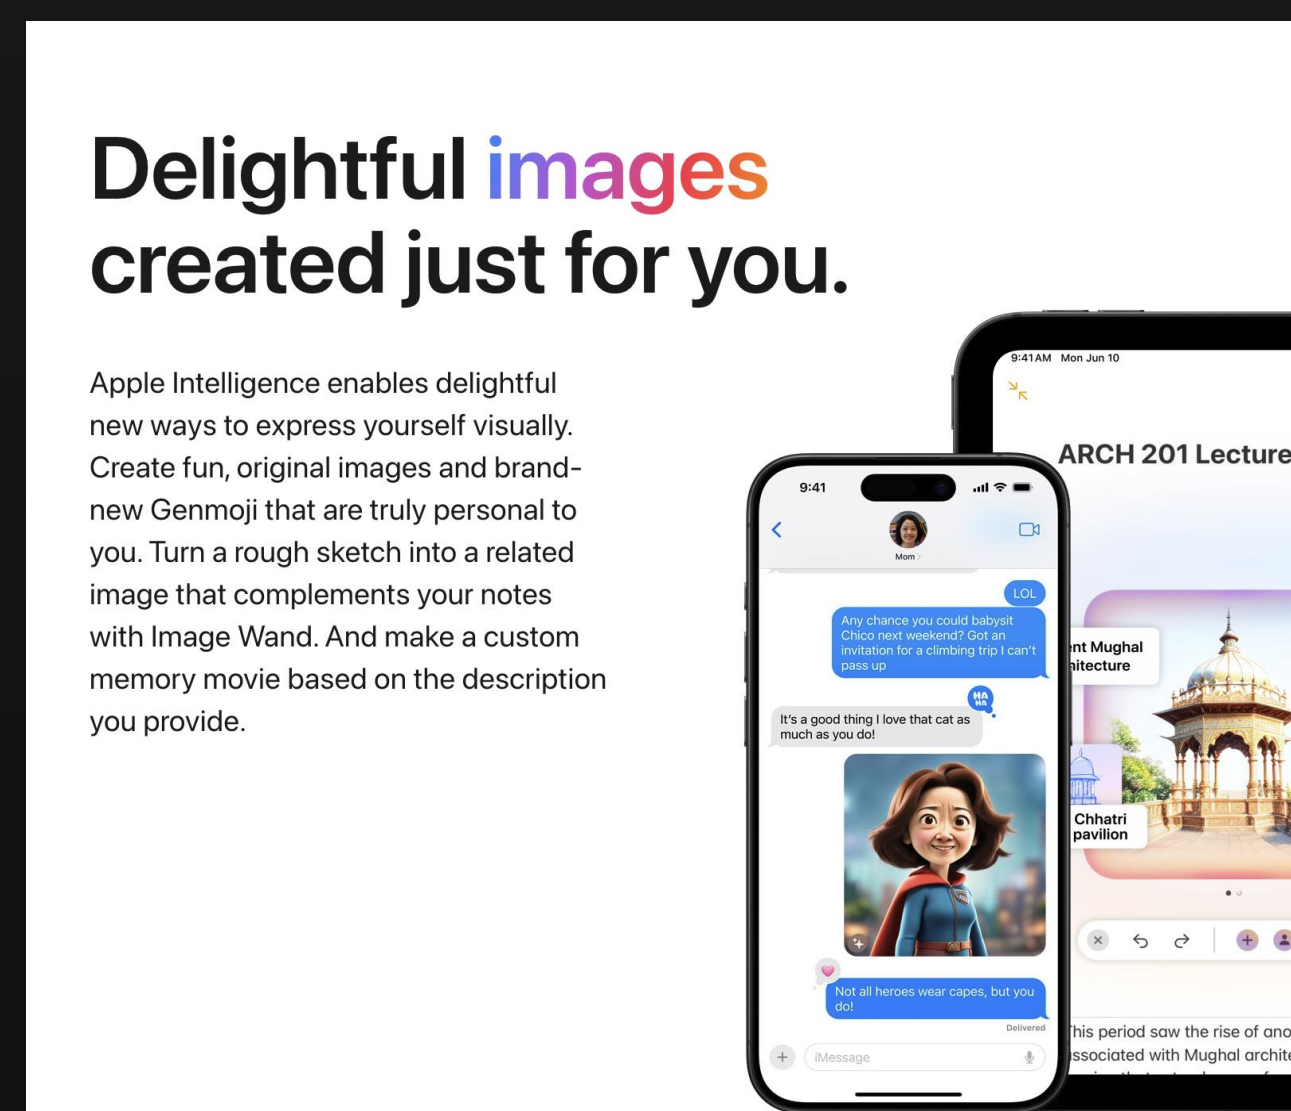 Delightful images
created just for you.
Apple Intelligence enables delightful
new ways to express yourself visually.
Create fun, original images and brand-
new Genmoji that are truly personal to
you. Turn a rough sketch into a related
image that complements your notes
with Image Wand. And make a custom
memory movie based on the description
you provide.
9:41 AM Mon Jun 10
ARCH 201 Lecture
9:41
Mom
LOL
Any chance you could babysit
Chico next weekend? Got an
invitation for a climbing trip I can't
pass up
HA
HA
It's a good thing I love that cat as
much as you do!
Not all heroes wear capes, but you
do!
Delivered
iMessage
nt Mughal
hitecture
Chhatri
pavilion
his period saw the rise of ano
ssociated with Mughal archite